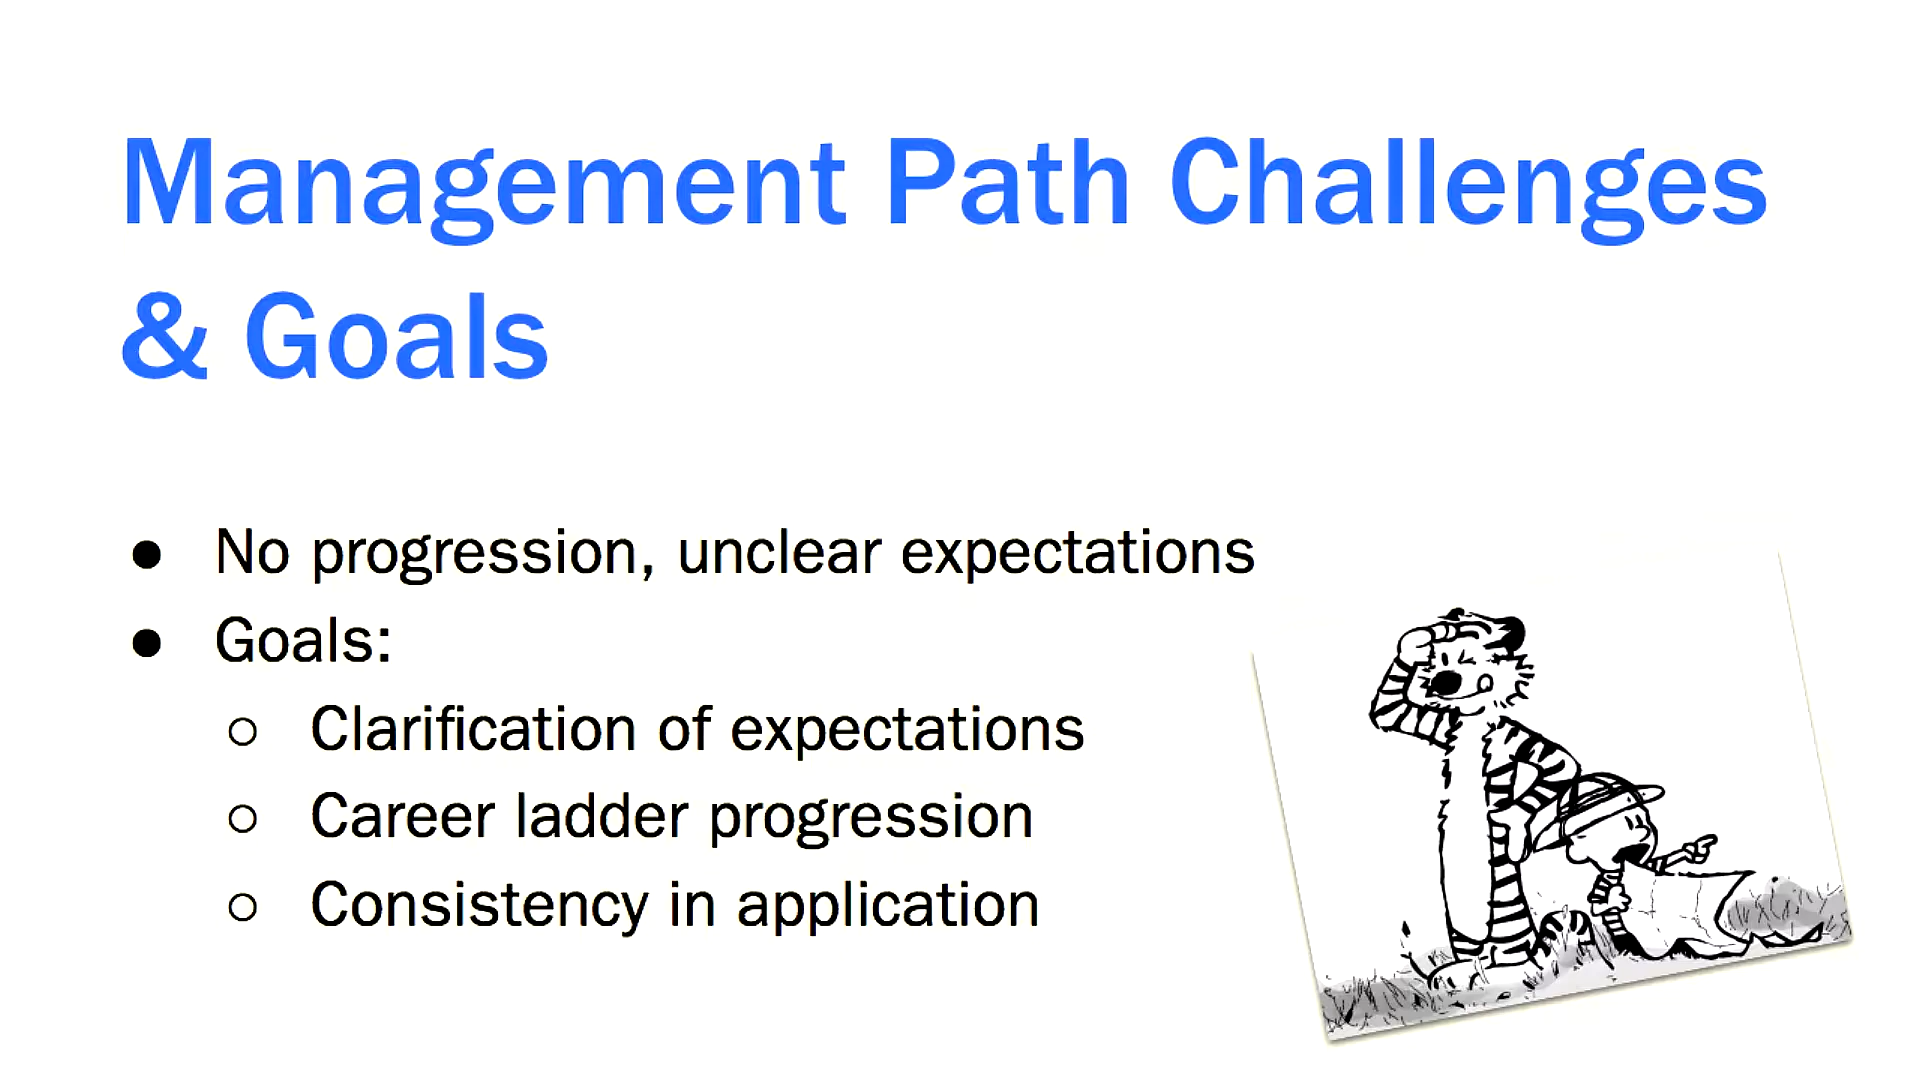 Management Path Challenges
& Goals
● No progression, unclear expectations
● Goals:
○ Clarification of expectations
○ Career ladder progression
○ Consistency in application